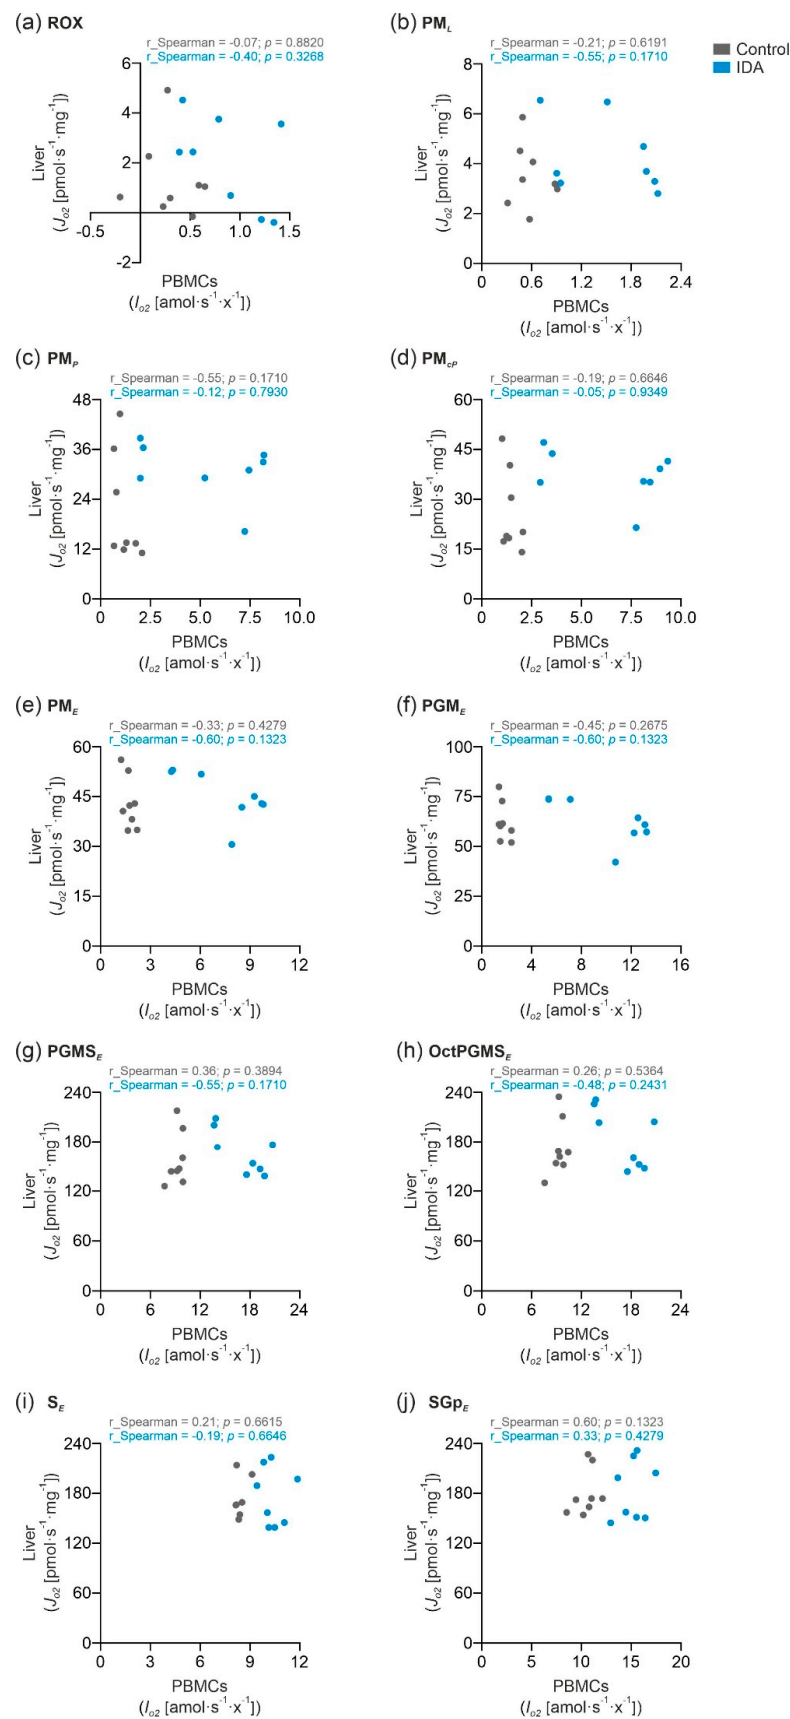 (a) ROX
r_Spearman = -0.07; p = 0.8820
r_Spearman = -0.40; p = 0.3268
6
4
2
-2
-0.5
0.5
1.0
1.5
Liver
(Jo2 [pmol·s-1·mg-1])
PBMCs
(Io2 [amol·s-1·x-1])
(b) PML
r_Spearman = -0.21; p = 0.6191
r_Spearman = -0.55; p = 0.1710
Control
IDA
8
6
4
2
0
0 0.6 1.2 1.8 2.4
Liver
(Jo2 [pmol·s-1·mg-1])
PBMCs
(Io2 [amol·s-1·x-1])
(c) PMP
r_Spearman = -0.55; p = 0.1710
r_Spearman = -0.12; p = 0.7930
48
36
24
12
0
0 2.5 5.0 7.5 10.0
Liver
(Jo2 [pmol·s-1·mg-1])
PBMCs
(Io2 [amol·s-1·x-1])
(d) PMcP
r_Spearman = -0.19; p = 0.6646
r_Spearman = -0.05; p = 0.9349
60
45
30
15
0
0 2.5 5.0 7.5 10.0
Liver
(Jo2 [pmol·s-1·mg-1])
PBMCs
(Io2 [amol·s-1·x-1])
(e) PME
r_Spearman = -0.33; p = 0.4279
r_Spearman = -0.60; p = 0.1323
60
45
30
15
0
0 3 6 9 12
Liver
(Jo2 [pmol·s-1·mg-1])
PBMCs
(Io2 [amol·s-1·x-1])
(f) PGME
r_Spearman = -0.45; p = 0.2675
r_Spearman = -0.60; p = 0.1323
100
75
50
25
0
0 4 8 12 16
Liver
(Jo2 [pmol·s-1·mg-1])
PBMCs
(Io2 [amol·s-1·x-1])
(g) PGMSE
r_Spearman = 0.36; p = 0.3894
r_Spearman = -0.55; p = 0.1710
240
180
120
60
0
0 6 12 18 24
Liver
(Jo2 [pmol·s-1·mg-1])
PBMCs
(Io2 [amol·s-1·x-1])
(h) OctPGMSE
r_Spearman = 0.26; p = 0.5364
r_Spearman = -0.48; p = 0.2431
240
180
120
60
0
0 6 12 18 24
Liver
(Jo2 [pmol·s-1·mg-1])
PBMCs
(Io2 [amol·s-1·x-1])
(i) SE
r_Spearman = 0.21; p = 0.6615
r_Spearman = -0.19; p = 0.6646
240
180
120
60
0
0 3 6 9 12
Liver
(Jo2 [pmol·s-1·mg-1])
PBMCs
(Io2 [amol·s-1·x-1])
(j) SGpE
r_Spearman = 0.60; p = 0.1323
r_Spearman = 0.33; p = 0.4279
240
180
120
60
0
0 5 10 15 20
Liver
(Jo2 [pmol·s-1·mg-1])
PBMCs
(Io2 [amol·s-1·x-1])